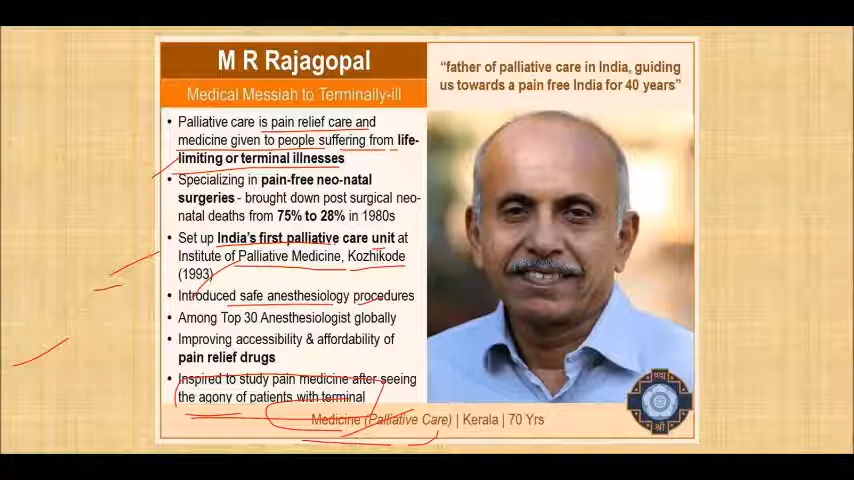 M R Rajagopal
Medical Messiah to Terminally-ill
• Palliative care is pain relief care and
medicine given to people suffering from life-
limiting or terminal illnesses
• Specializing in pain-free neo-natal
surgeries - brought down post surgical neo-
natal deaths from 75% to 28% in 1980s
• Set up India's first palliative care unit at
Institute of Palliative Medicine, Kozhikode
(1993)
• Introduced safe anesthesiology procedures
• Among Top 30 Anesthesiologist globally
• Improving accessibility & affordability of
pain relief drugs
• Inspired to study pain medicine after seeing
the agony of patients with terminal
"father of palliative care in India, guiding
us towards a pain free India for 40 years"
पद्म
श्री
Medicine (Palliative Care) | Kerala | 70 Yrs